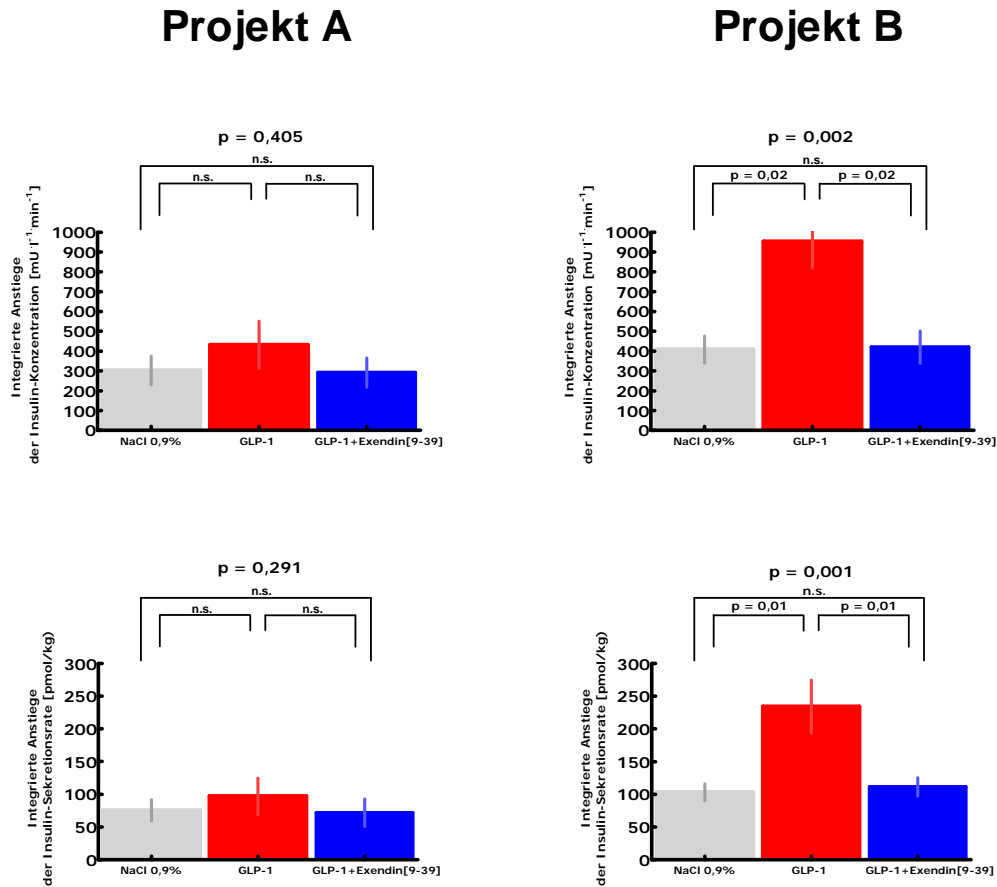 Projekt A
Projekt B
p = 0,405
n.s.
n.s.
n.s.
Integrierte Anstiege
der Insulin-Konzentration [mU·l⁻¹·min⁻¹]
1000
900
800
700
600
500
400
300
200
100
0
NaCl 0,9%
GLP-1
GLP-1+Exendin[9-39]
p = 0,002
n.s.
p = 0,02
p = 0,02
Integrierte Anstiege
der Insulin-Konzentration [mU·l⁻¹·min⁻¹]
1000
900
800
700
600
500
400
300
200
100
0
NaCl 0,9%
GLP-1
GLP-1+Exendin[9-39]
p = 0,291
n.s.
n.s.
n.s.
Integrierte Anstiege
der Insulin-Sekretionsrate [pmol/kg)
300
250
200
150
100
50
0
NaCl 0,9%
GLP-1
GLP-1+Exendin[9-39]
p = 0,001
n.s.
p = 0,01
p = 0,01
Integrierte Anstiege
der Insulin-Sekretionsrate [pmol/kg)
300
250
200
150
100
50
0
NaCl 0,9%
GLP-1
GLP-1+Exendin[9-39]